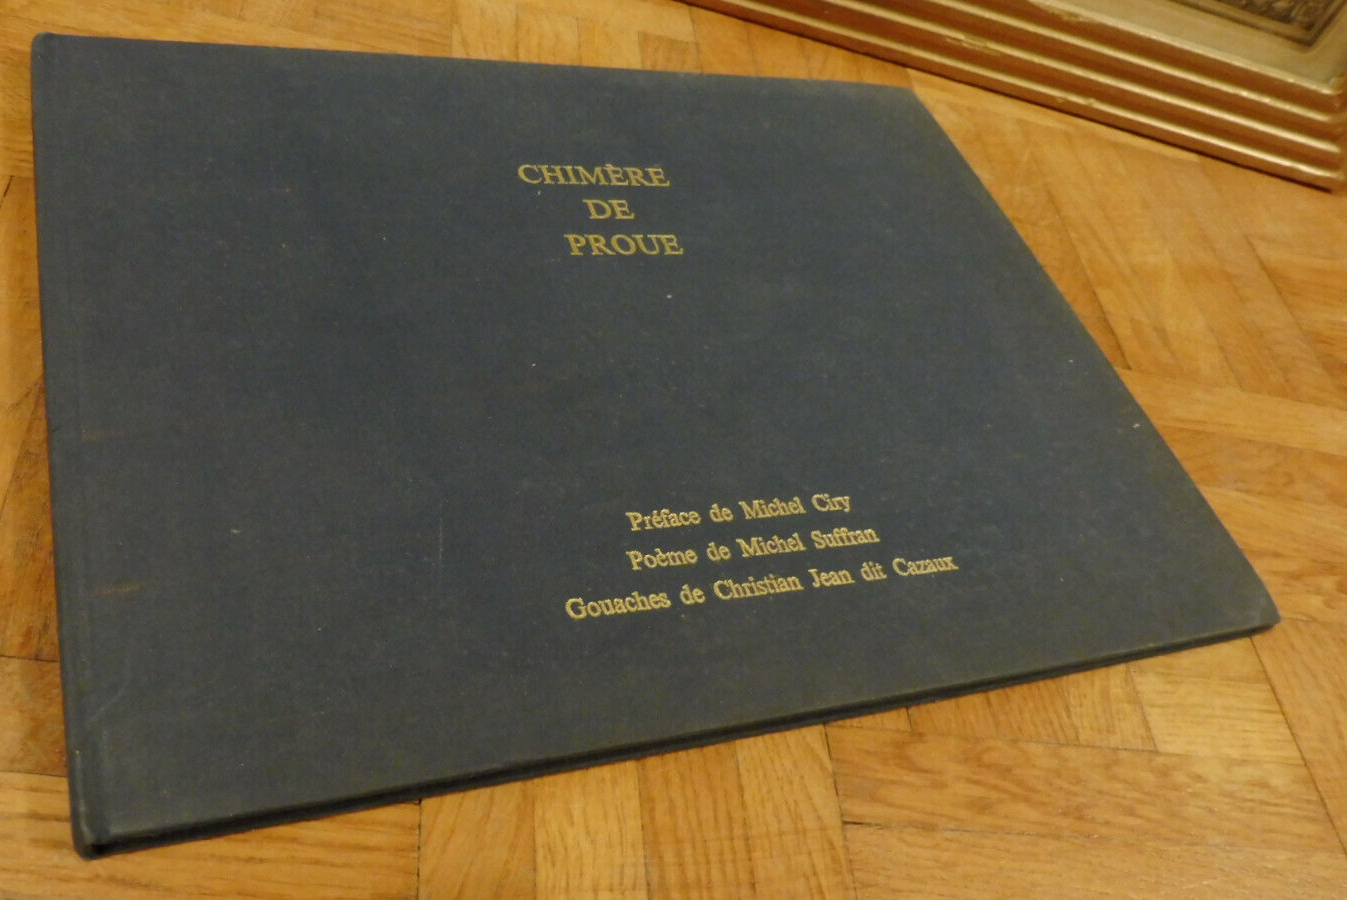 CHIMÈRE
DE
PROUE
Préface de Michel Ciry
Poème de Michel Suffran
Gouaches de Christian Jean dit Cazaux